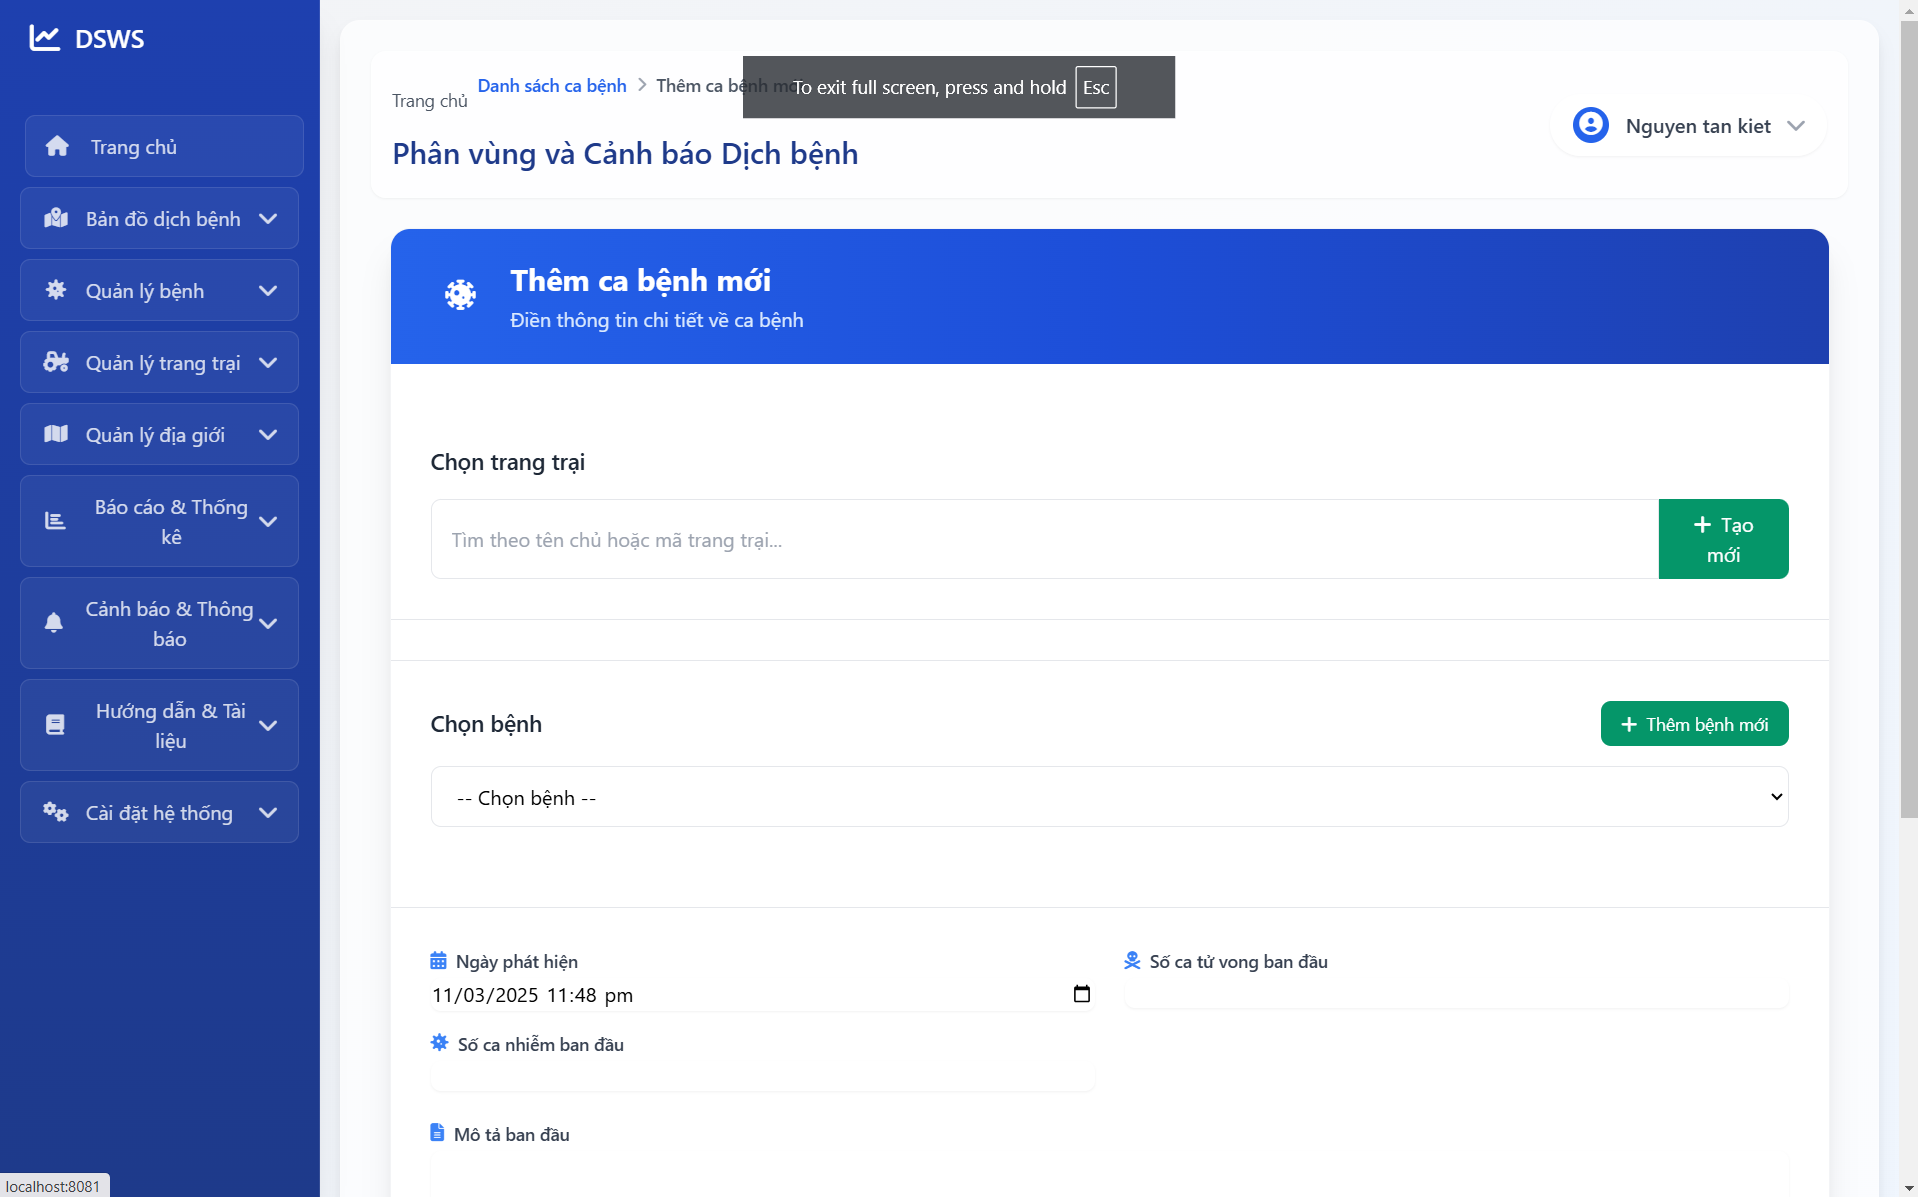 DSWS
Trang chủ
Bản đồ dịch bệnh
Quản lý bệnh
Quản lý trang trại
Quản lý địa giới
Báo cáo & Thống
kê
Cảnh báo & Thông
báo
Hướng dẫn & Tài
liệu
Cài đặt hệ thống
Trang chủ
Danh sách ca bệnh
Thêm ca bệnh
To exit full screen, press and hold Esc
Phân vùng và Cảnh báo Dịch bệnh
Nguyen tan kiet
Thêm ca bệnh mới
Điền thông tin chi tiết về ca bệnh
Chọn trang trại
Tìm theo tên chủ hoặc mã trang trại...
+ Tạo
mới
Chọn bệnh
+ Thêm bệnh mới
-- Chọn bệnh --
Ngày phát hiện
11/03/2025 11:48 pm
Số ca tử vong ban đầu
Số ca nhiễm ban đầu
Mô tả ban đầu
localhost:8081